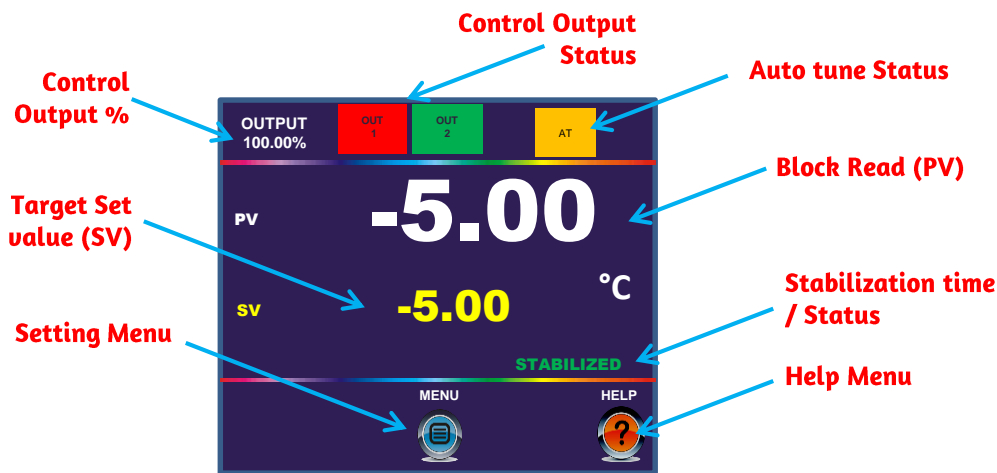 Control Output
Status
Control
Output %
Auto tune Status
OUTPUT
100.00%
OUT
1
OUT
2
AT
Block Read (PV)
Target Set
value (SV)
PV
-5.00
°C
SV
-5.00
Stabilization time
/ Status
Setting Menu
STABILIZED
Help Menu
MENU
HELP
?